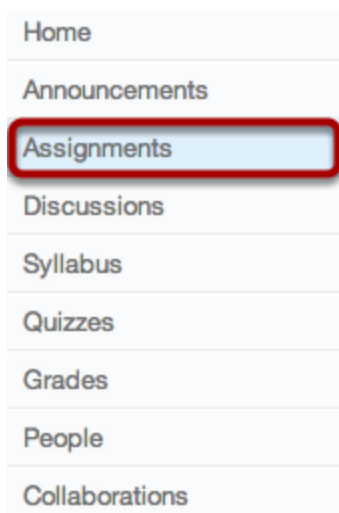 Home
Announcements
Assignments
Discussions
Syllabus
Quizzes
Grades
People
Collaborations